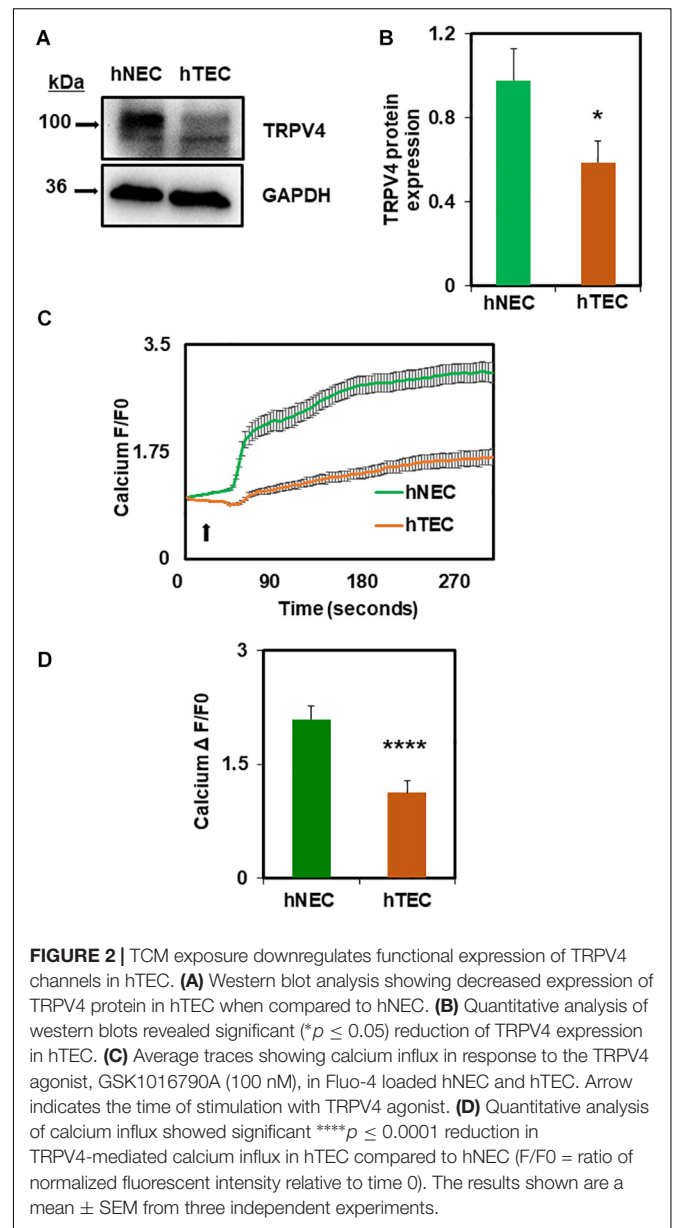 A
kDa
hNEC hTEC
100
TRPV4
36
GAPDH
B
TRPV4 protein
expression
1.2
0.8
0.4
0
*
hNEC hTEC
C
Calcium F/F0
3.5
1.75
0
hNEC
hTEC
0 90 180 270
Time (seconds)
D
Calcium Δ F/F0
3
1.5
0
****
hNEC hTEC
FIGURE 2 | TCM exposure downregulates functional expression of TRPV4
channels in hTEC. (A) Western blot analysis showing decreased expression of
TRPV4 protein in hTEC when compared to hNEC. (B) Quantitative analysis of
western blots revealed significant (*p ≤ 0.05) reduction of TRPV4 expression
in hTEC. (C) Average traces showing calcium influx in response to the TRPV4
agonist, GSK1016790A (100 nM), in Fluo-4 loaded hNEC and hTEC. Arrow
indicates the time of stimulation with TRPV4 agonist. (D) Quantitative analysis
of calcium influx showed significant ****p ≤ 0.0001 reduction in
TRPV4-mediated calcium influx in hTEC compared to hNEC (F/F0 = ratio of
normalized fluorescent intensity relative to time 0). The results shown are a
mean ± SEM from three independent experiments.